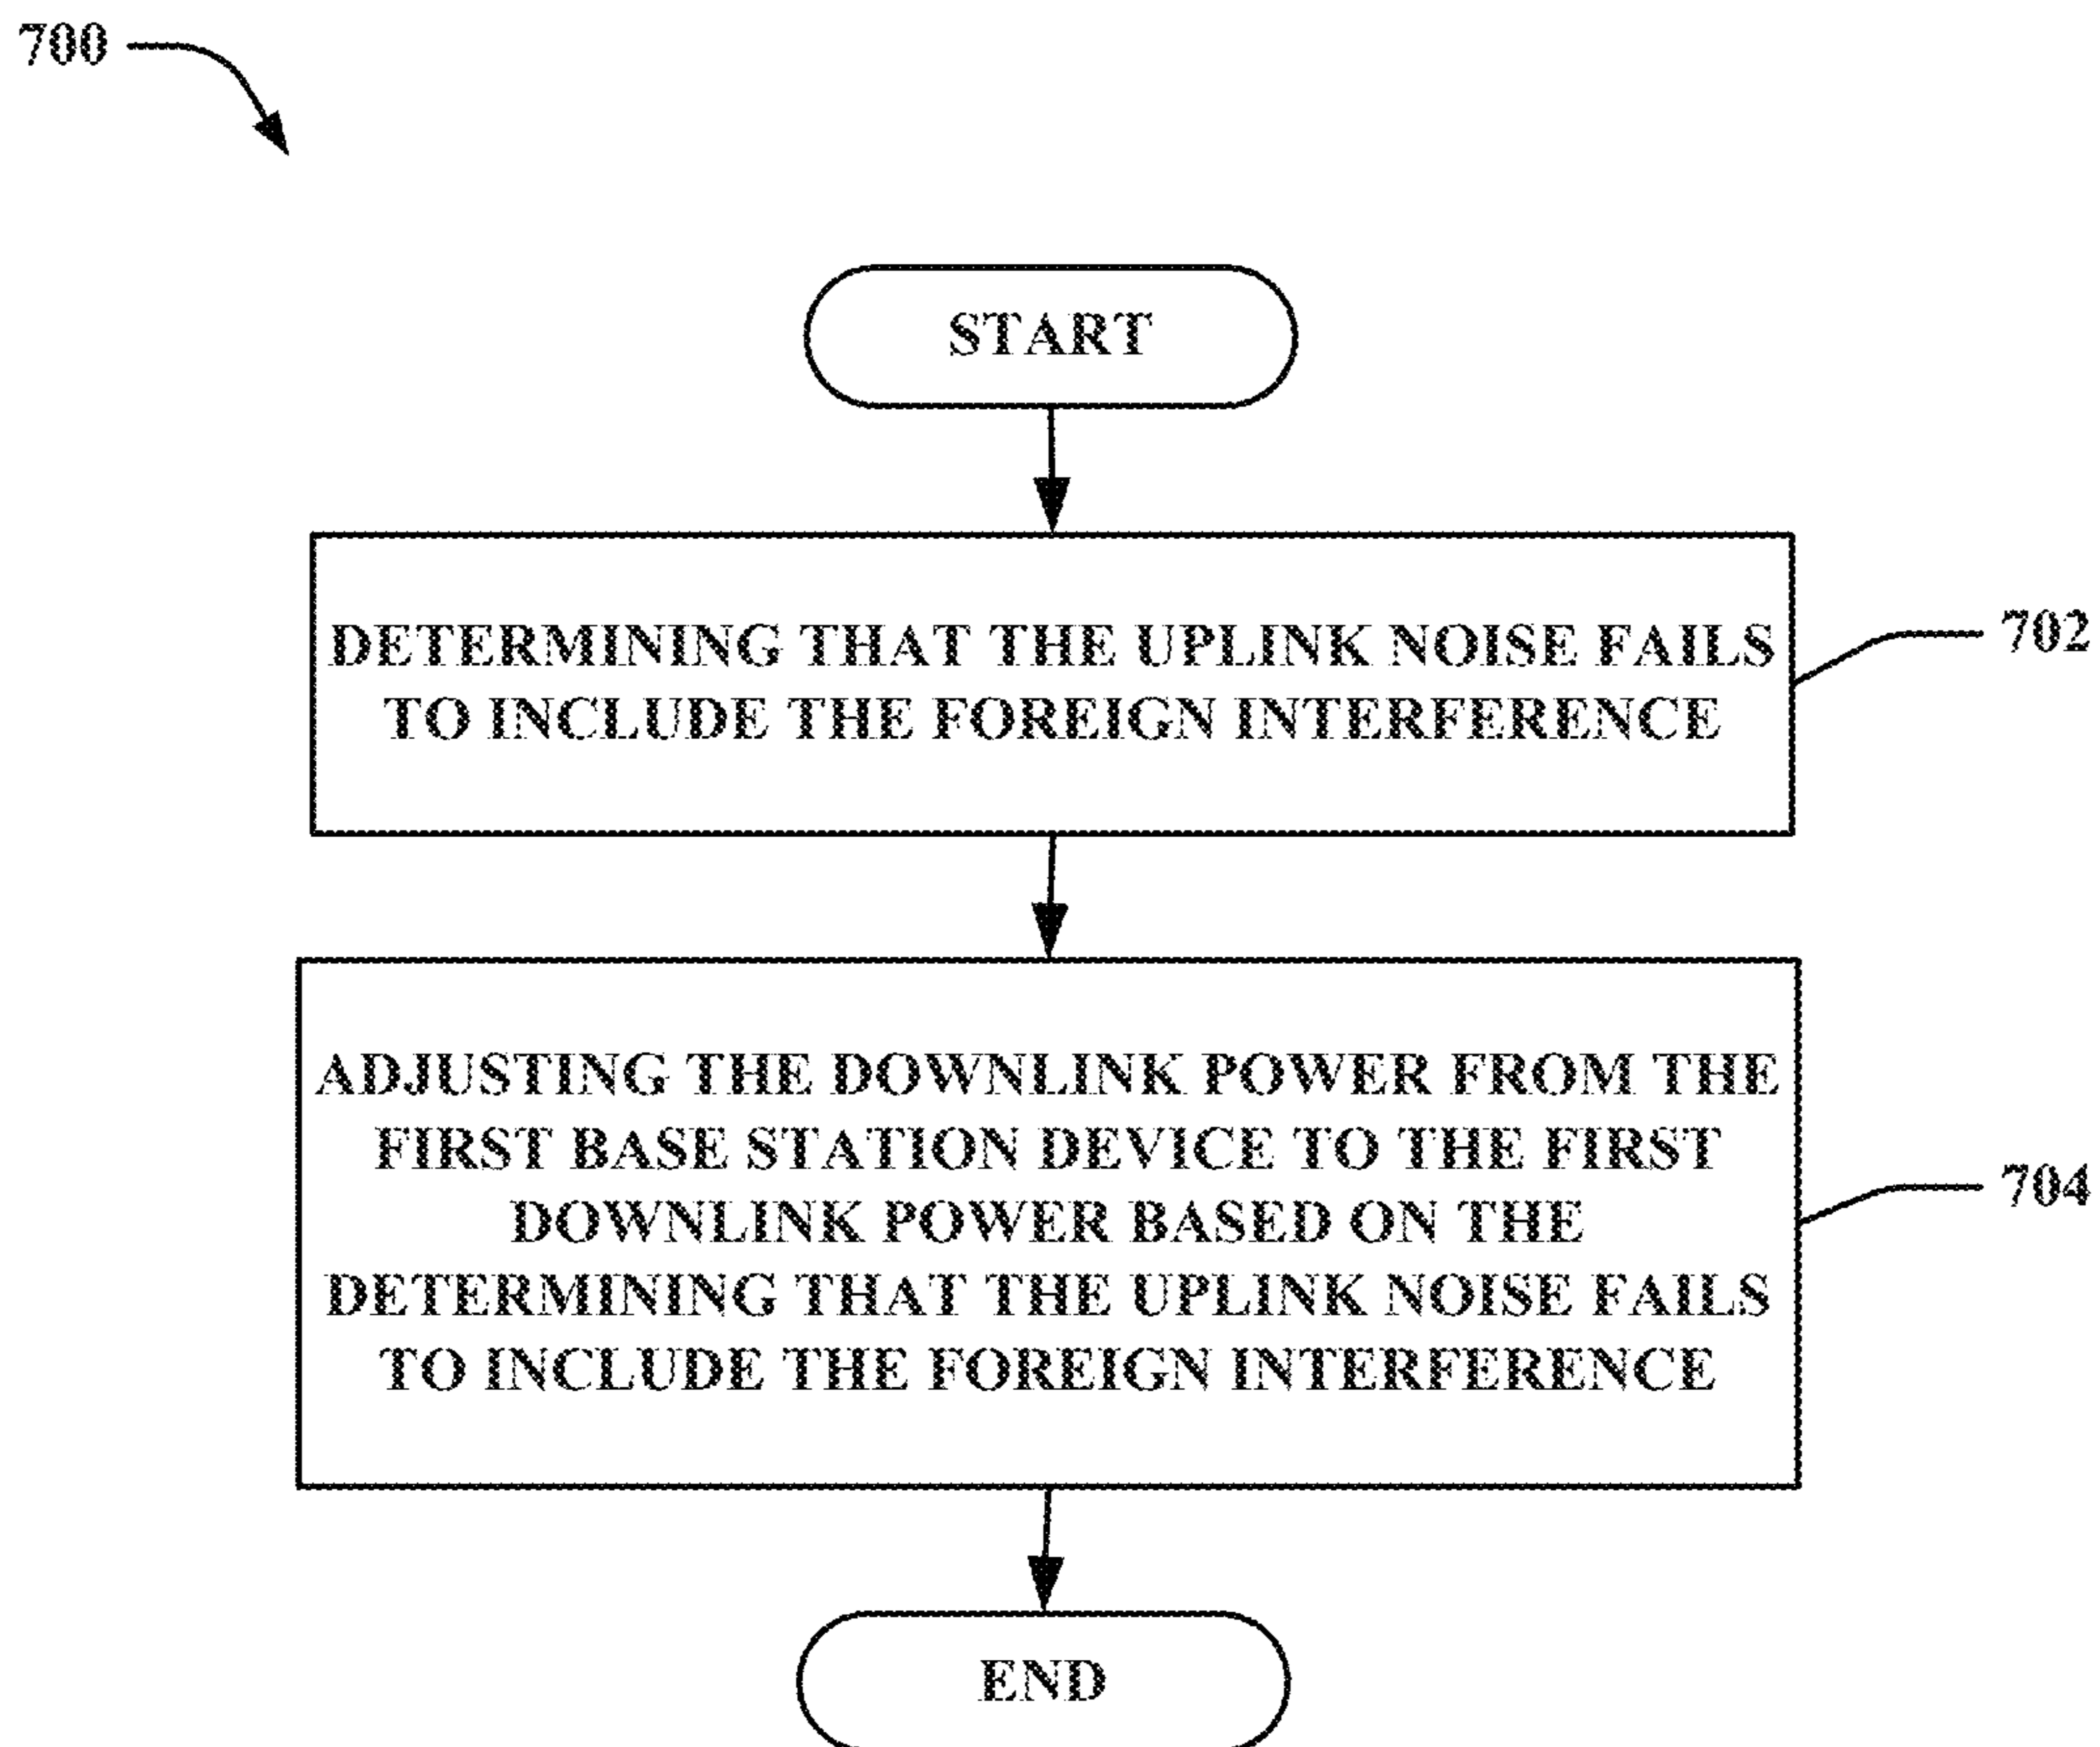 700
START
DETERMINING THAT THE UPLINK NOISE FAILS
TO INCLUDE THE FOREIGN INTERFERENCE
702
ADJUSTING THE DOWNLINK POWER FROM THE
FIRST BASE STATION DEVICE TO THE FIRST
DOWNLINK POWER BASED ON THE
DETERMINING THAT THE UPLINK NOISE FAILS
TO INCLUDE THE FOREIGN INTERFERENCE
704
END